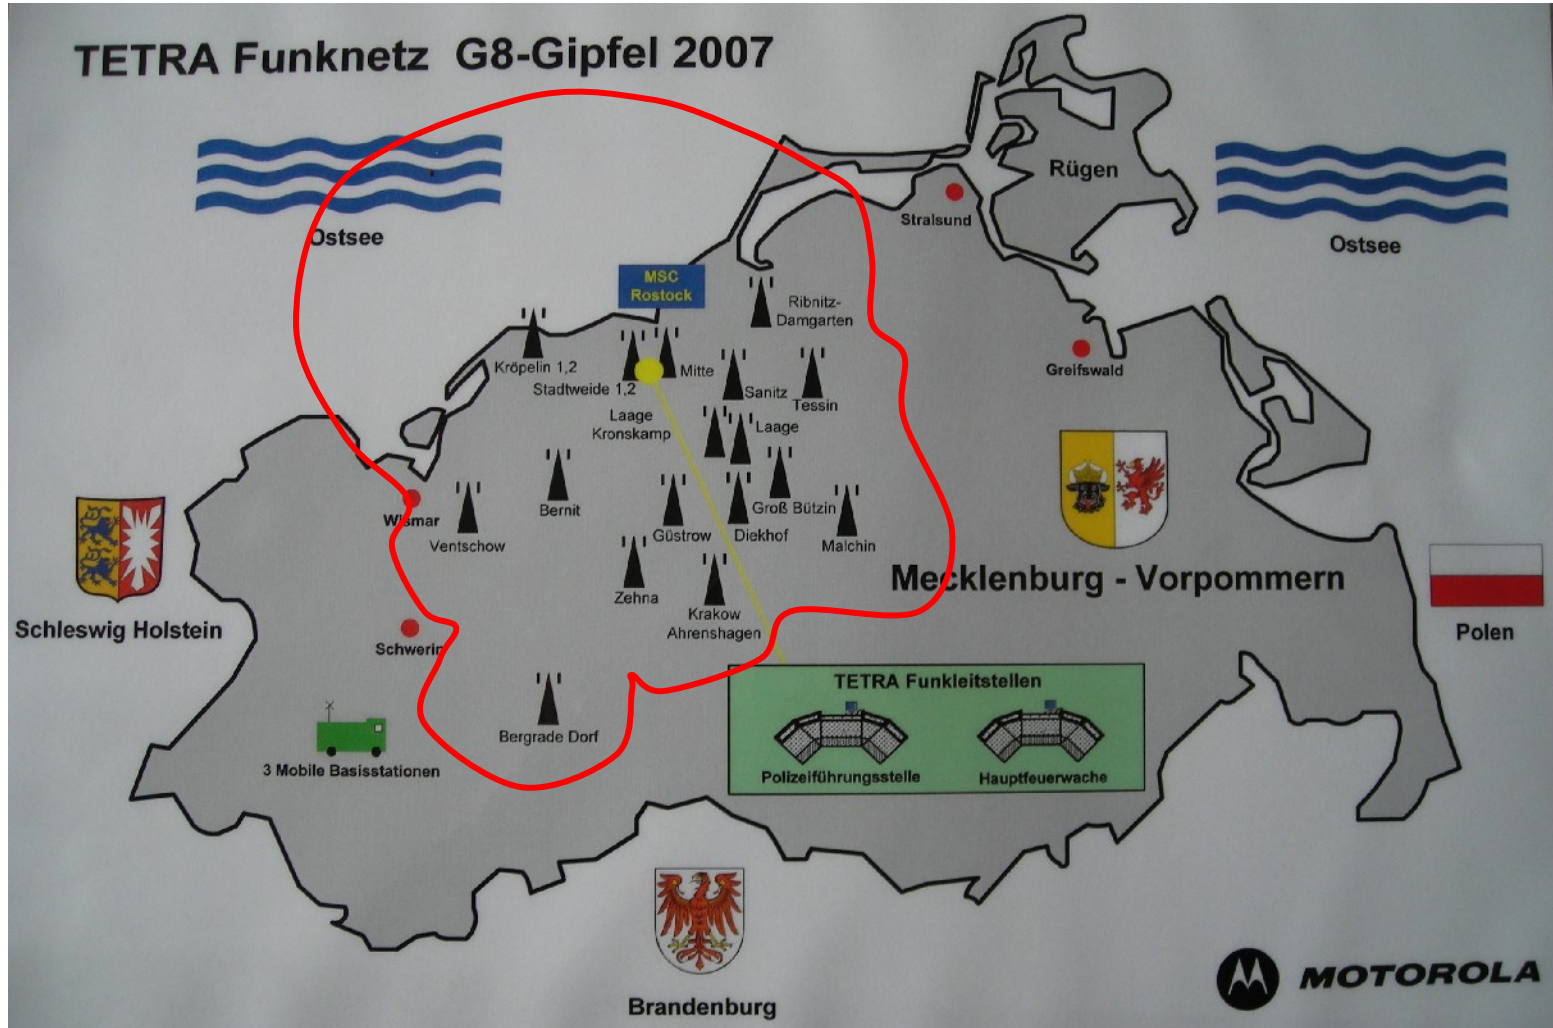 TETRA Funknetz G8-Gipfel 2007
Ostsee
Rügen
Stralsund
Ostsee
MSC
Rostock
Ribnitz-
Damgarten
Kröpelin 1,2
Stadtweide 1,2
Mitte
Sanitz
Tessin
Greifswald
Laage
Kronskamp
Laage
Wismar
Ventschow
Bernit
Güstrow
Diekhof
Groß Bützin
Malchin
Zehna
Krakow
Ahrenshagen
Mecklenburg - Vorpommern
Schleswig Holstein
Polen
Schwerin
Bergrade Dorf
3 Mobile Basisstationen
TETRA Funkleitstellen
Polizeiführungsstelle
Hauptfeuerwache
Brandenburg
MOTOROLA